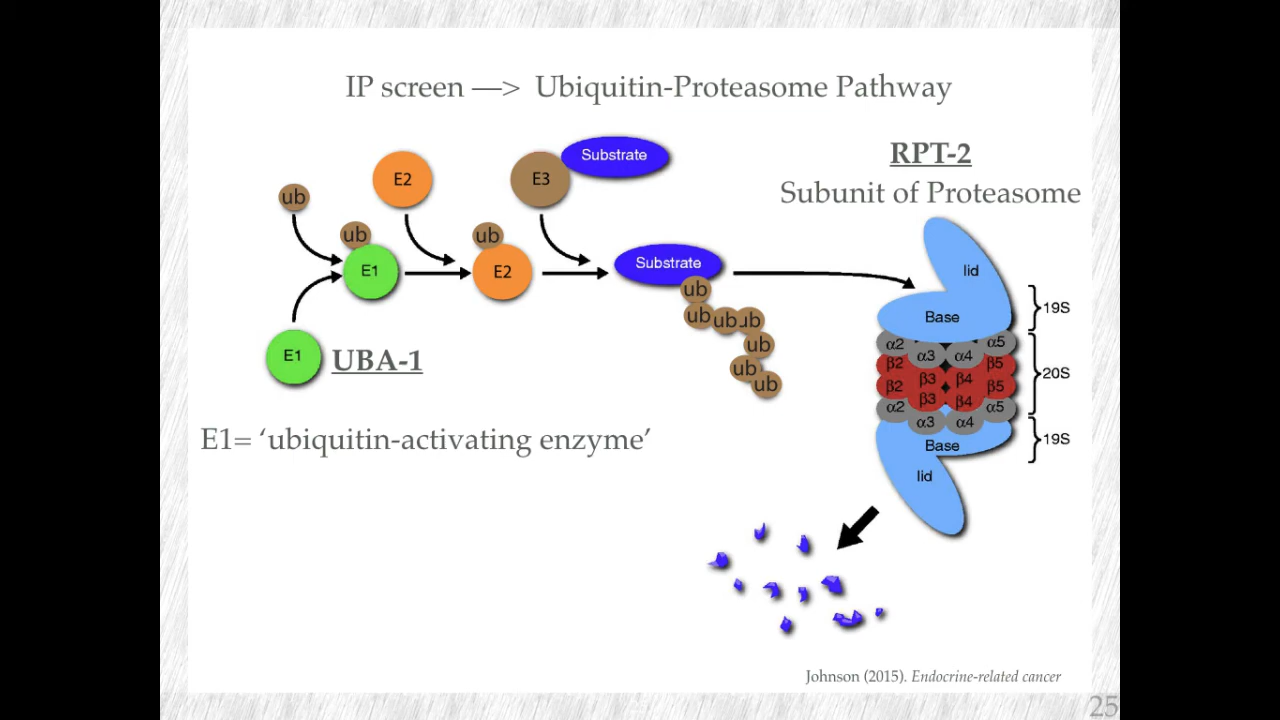 IP screen —> Ubiquitin-Proteasome Pathway
RPT-2
Subunit of Proteasome
Substrate
E2
E3
ub
ub
ub
E1
E2
Substrate
ub
ub
ub
ub
ub
ub
ub
E1
UBA-1
E1= ‘ubiquitin-activating enzyme’
lid
Base
19S
α2 α3 α4 α5
β2 β3 β4 β5
20S
β2 β3 β4 β5
α2 α3 α4 α5
Base
19S
lid
Johnson (2015). Endocrine-related cancer
25